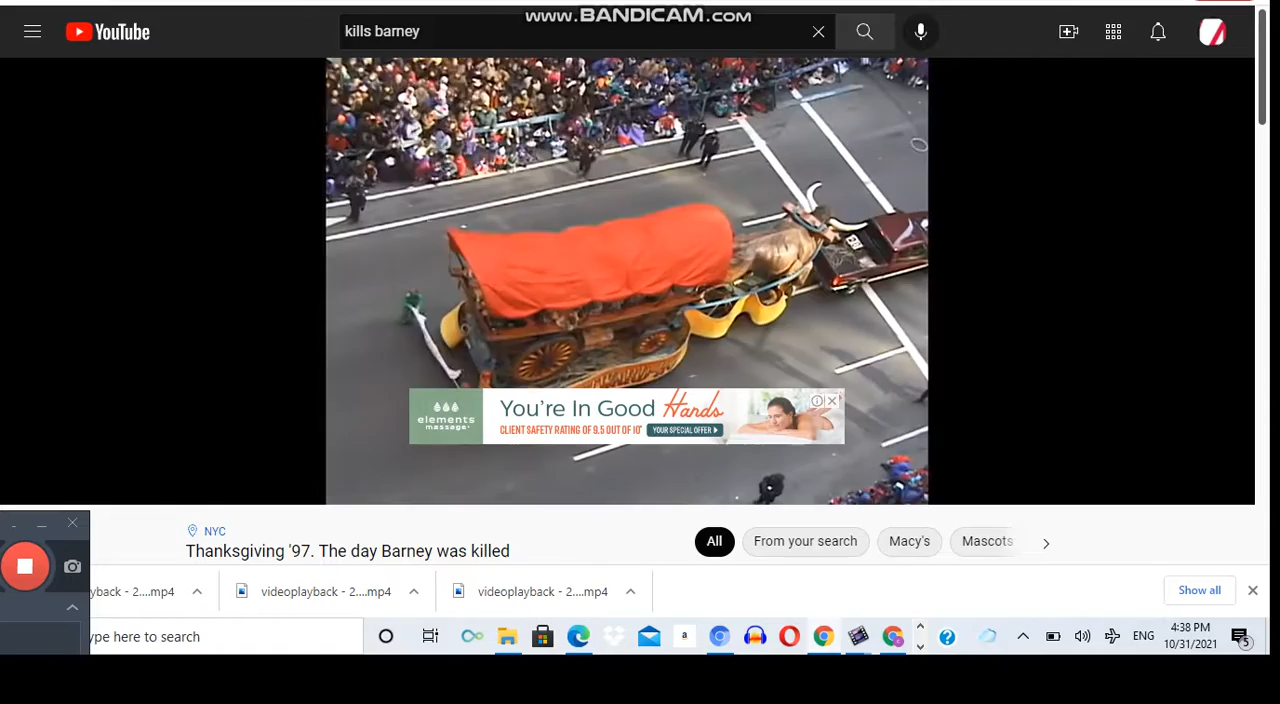 www.BANDICAM.com
YouTube
kills barney
elements
massage
You're In Good Hands
CLIENT SAFETY RATING OF 9.5 OUT OF 10*
YOUR SPECIAL OFFER
NYC
Thanksgiving '97. The day Barney was killed
All
From your search
Macy's
Mascots
yback - 2....mp4
videoplayback - 2....mp4
videoplayback - 2....mp4
Show all
ype here to search
a
ENG
4:38 PM
10/31/2021
5